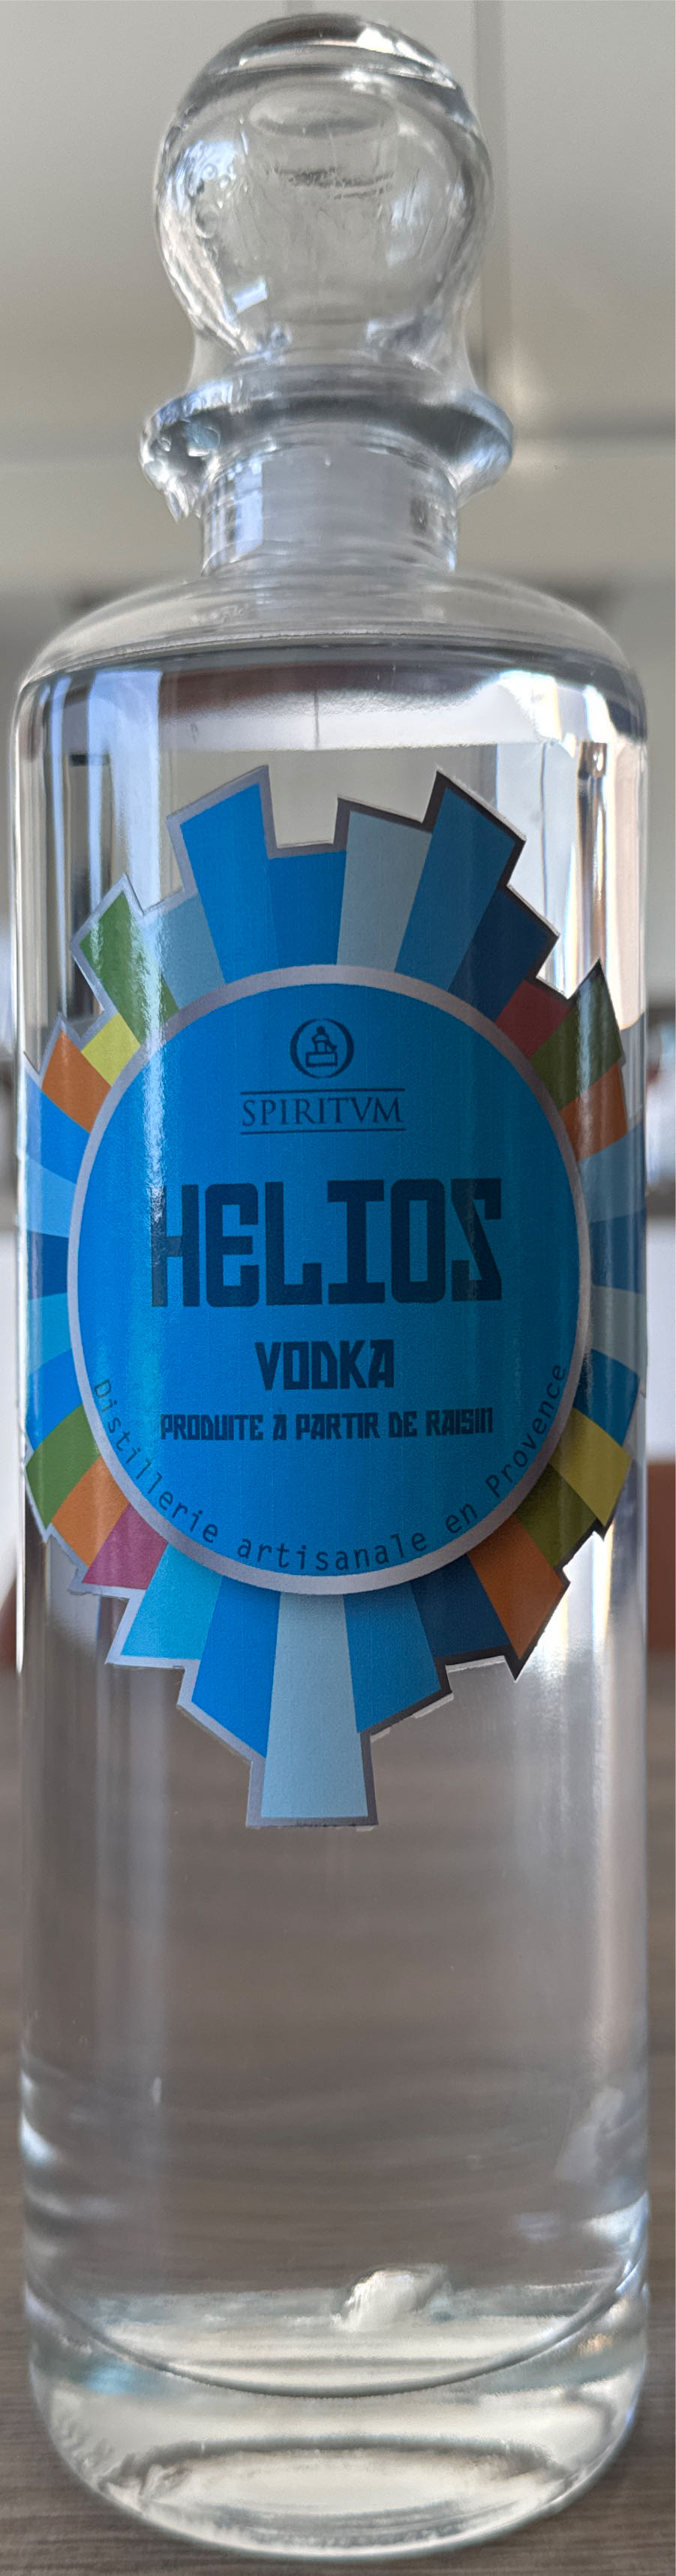 SPIRITVM
HELIOS
VODKA
PRODUITE À PARTIR DE RAISIN
Distillerie artisanale en Provence